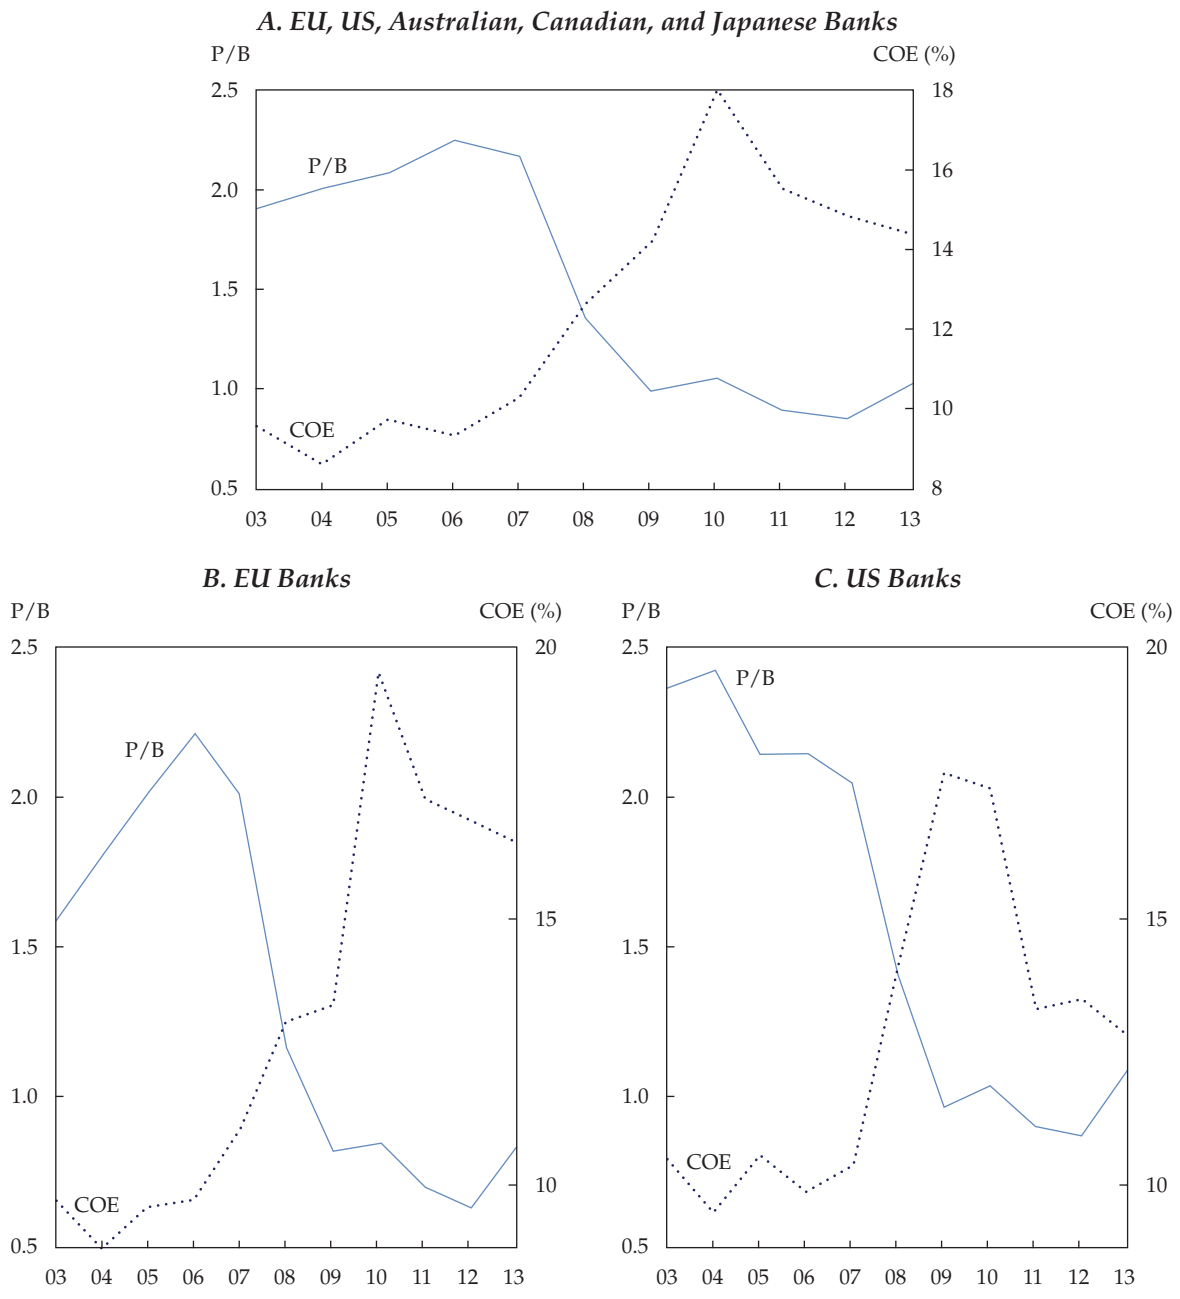 A. EU, US, Australian, Canadian, and Japanese Banks
P/B COE (%)
2.5 18
16
P/B
2.0
14
1.5
12
1.0
10
COE
0.5 8
03 04 05 06 07 08 09 10 11 12 13
B. EU Banks
P/B COE (%)
2.5 20
P/B
2.0
15
1.5
1.0
10
COE
0.5
03 04 05 06 07 08 09 10 11 12 13
C. US Banks
P/B COE (%)
2.5 20
P/B
2.0
15
1.5
1.0
COE
10
0.5
03 04 05 06 07 08 09 10 11 12 13